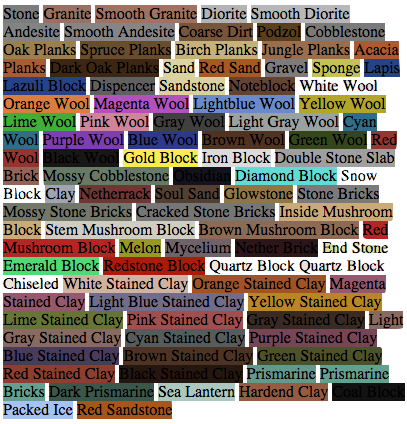 Stone Granite Smooth Granite Diorite Smooth Diorite
Andesite Smooth Andesite Coarse Dirt Podzol Cobblestone
Oak Planks Spruce Planks Birch Planks Jungle Planks Acacia
Planks Dark Oak Planks Sand Red Sand Gravel Sponge Lapis
Lazuli Block Dispenser Sandstone Noteblock White Wool
Orange Wool Magenta Wool Lightblue Wool Yellow Wool
Lime Wool Pink Wool Gray Wool Light Gray Wool Cyan
Wool Purple Wool Blue Wool Brown Wool Green Wool Red
Wool Black Wool Gold Block Iron Block Double Stone Slab
Brick Mossy Cobblestone Obsidian Diamond Block Snow
Block Clay Netherrack Soul Sand Glowstone Stone Bricks
Mossy Stone Bricks Cracked Stone Bricks Inside Mushroom
Block Stem Mushroom Block Brown Mushroom Block Red
Mushroom Block Melon Mycelium Nether Brick End Stone
Emerald Block Redstone Block Quartz Block Quartz Block
Chiseled White Stained Clay Orange Stained Clay Magenta
Stained Clay Light Blue Stained Clay Yellow Stained Clay
Lime Stained Clay Pink Stained Clay Gray Stained Clay Light
Gray Stained Clay Cyan Stained Clay Purple Stained Clay
Blue Stained Clay Brown Stained Clay Green Stained Clay
Red Stained Clay Black Stained Clay Prismarine Prismarine
Bricks Dark Prismarine Sea Lantern Hardend Clay Coal Block
Packed Ice Red Sandstone